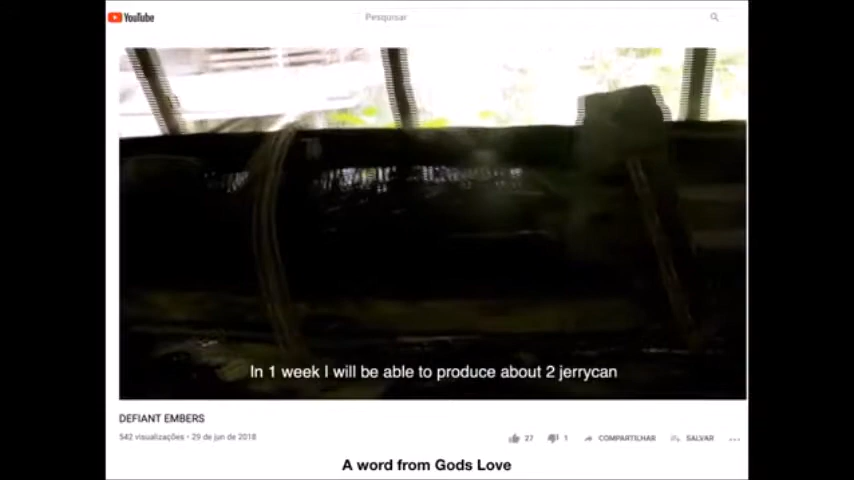 YouTube
Pesquisar
In 1 week I will be able to produce about 2 jerrycan
DEFIANT EMBERS
542 visualizações • 29 de jun de 2018
27
1
COMPARTILHAR
SALVAR
A word from Gods Love